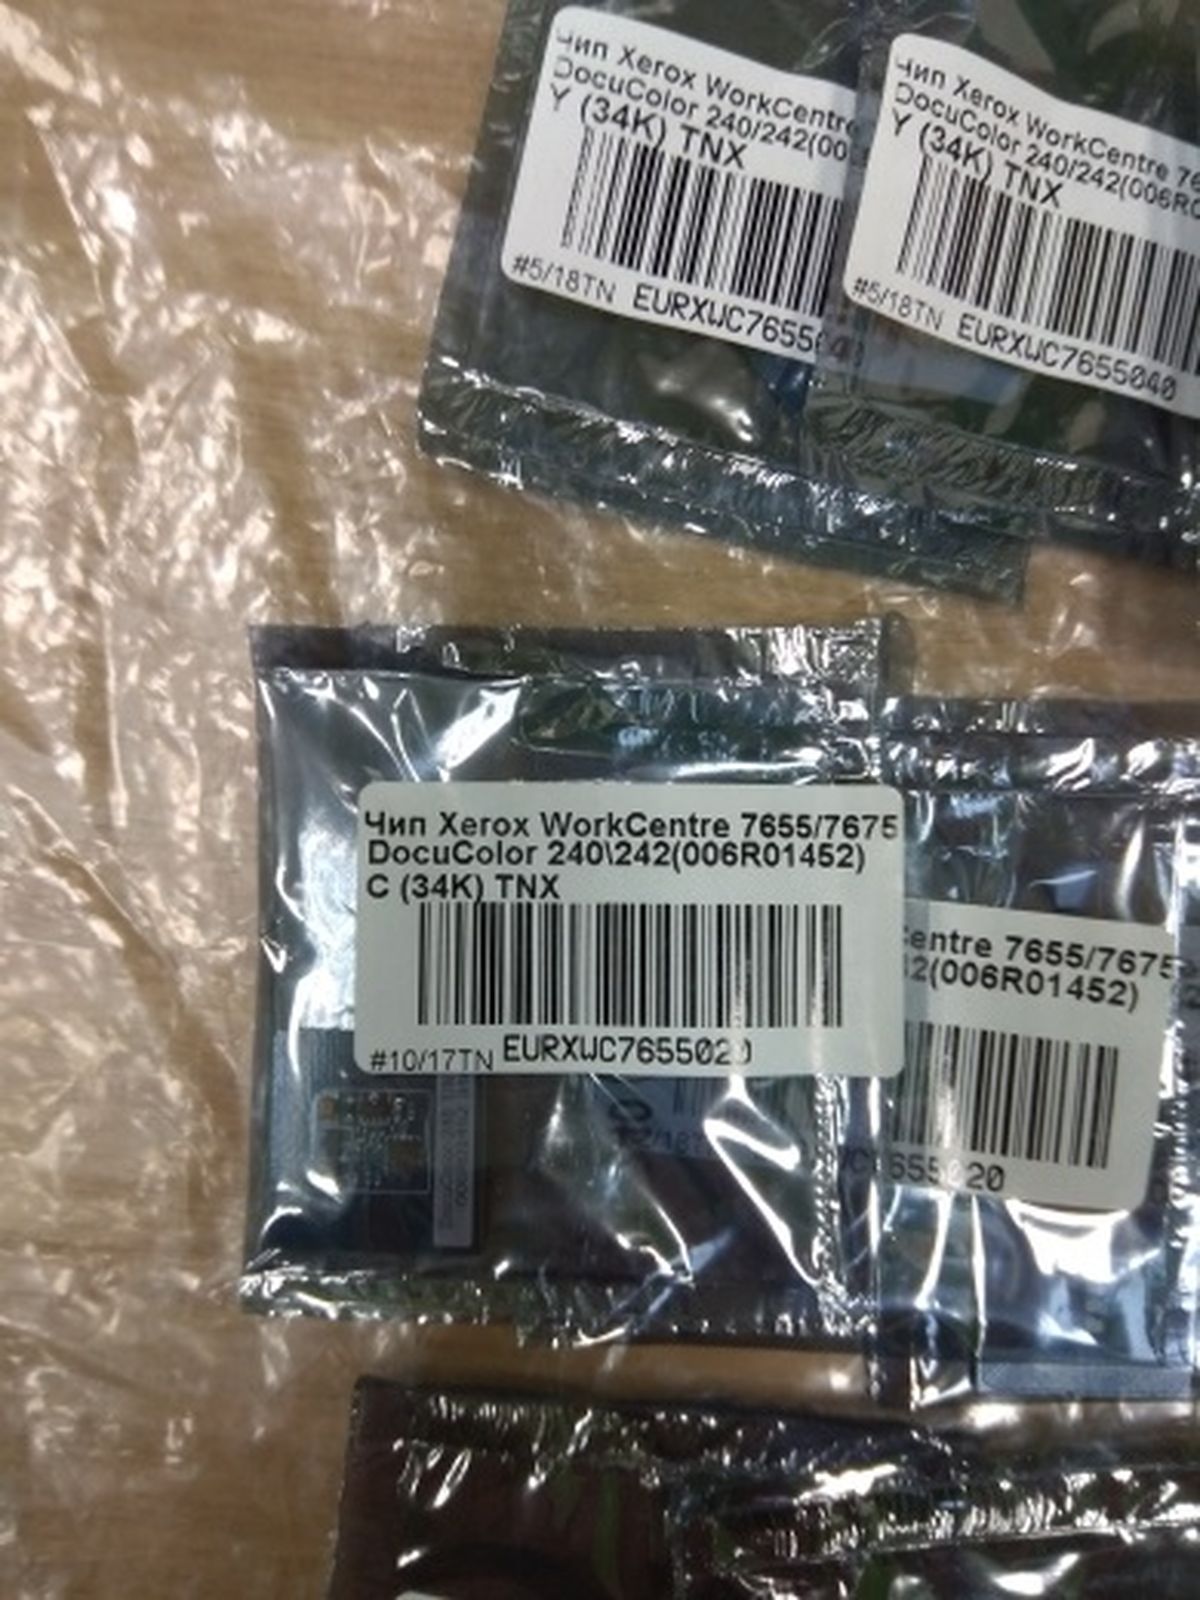 Чип Xerox WorkCentre
DocuColor 240/242(00
Y (34K) TNX
#5/18TN EURXWC7655
Чип Xerox WorkCentre 76
DocuColor 240/242(006R0
Y (34K) TNX
#5/18TN EURXWC7655040
Чип Xerox WorkCentre 7655/7675
DocuColor 240\242(006R01452)
C (34K) TNX
#10/17TN EURXWC7655020
Centre 7655/7675
2(006R01452)
655020